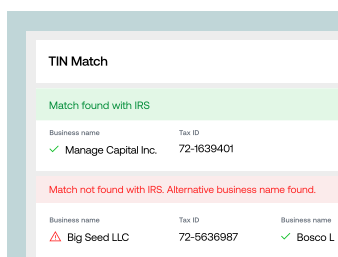 TIN Match
Match found with IRS
Business name Tax ID
Manage Capital Inc. 72-1639401
Match not found with IRS. Alternative business name found.
Business name Tax ID Business name
Big Seed LLC 72-5636987 Bosco L